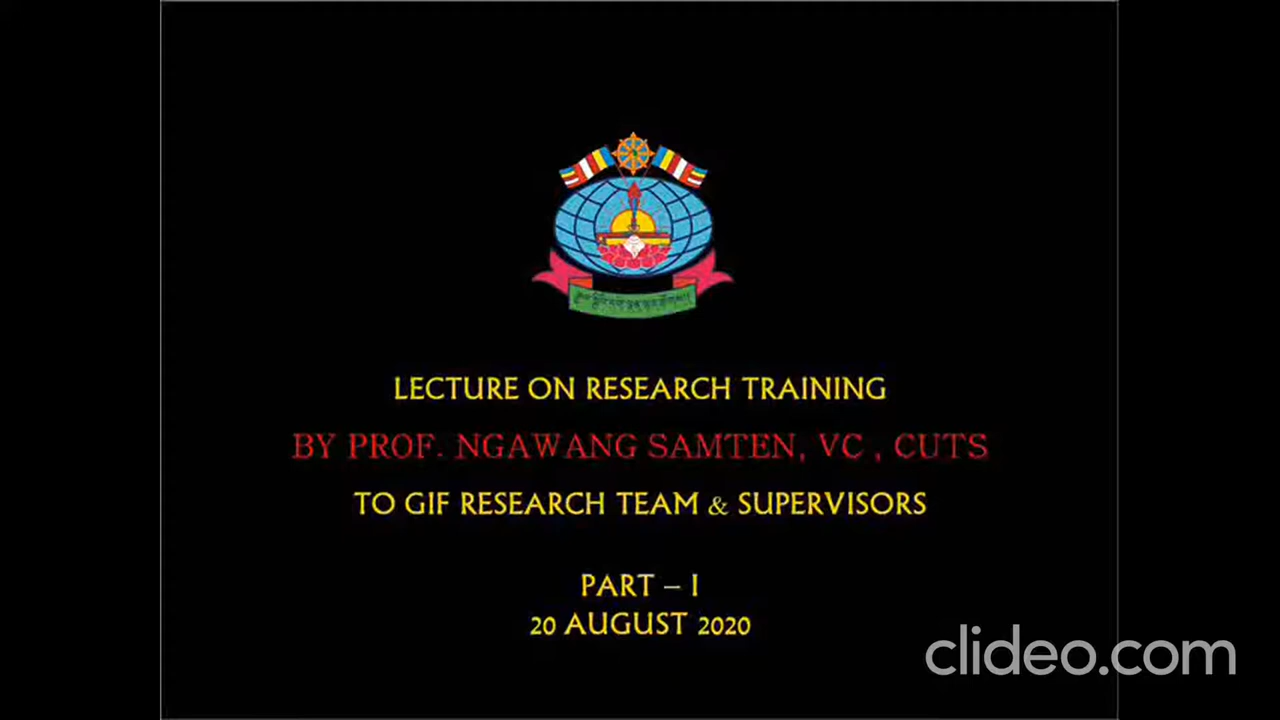 LECTURE ON RESEARCH TRAINING
BY PROF. NGAWANG SAMTEN, VC , CUTS
TO GIF RESEARCH TEAM & SUPERVISORS
PART – I
20 AUGUST 2020
clideo.com